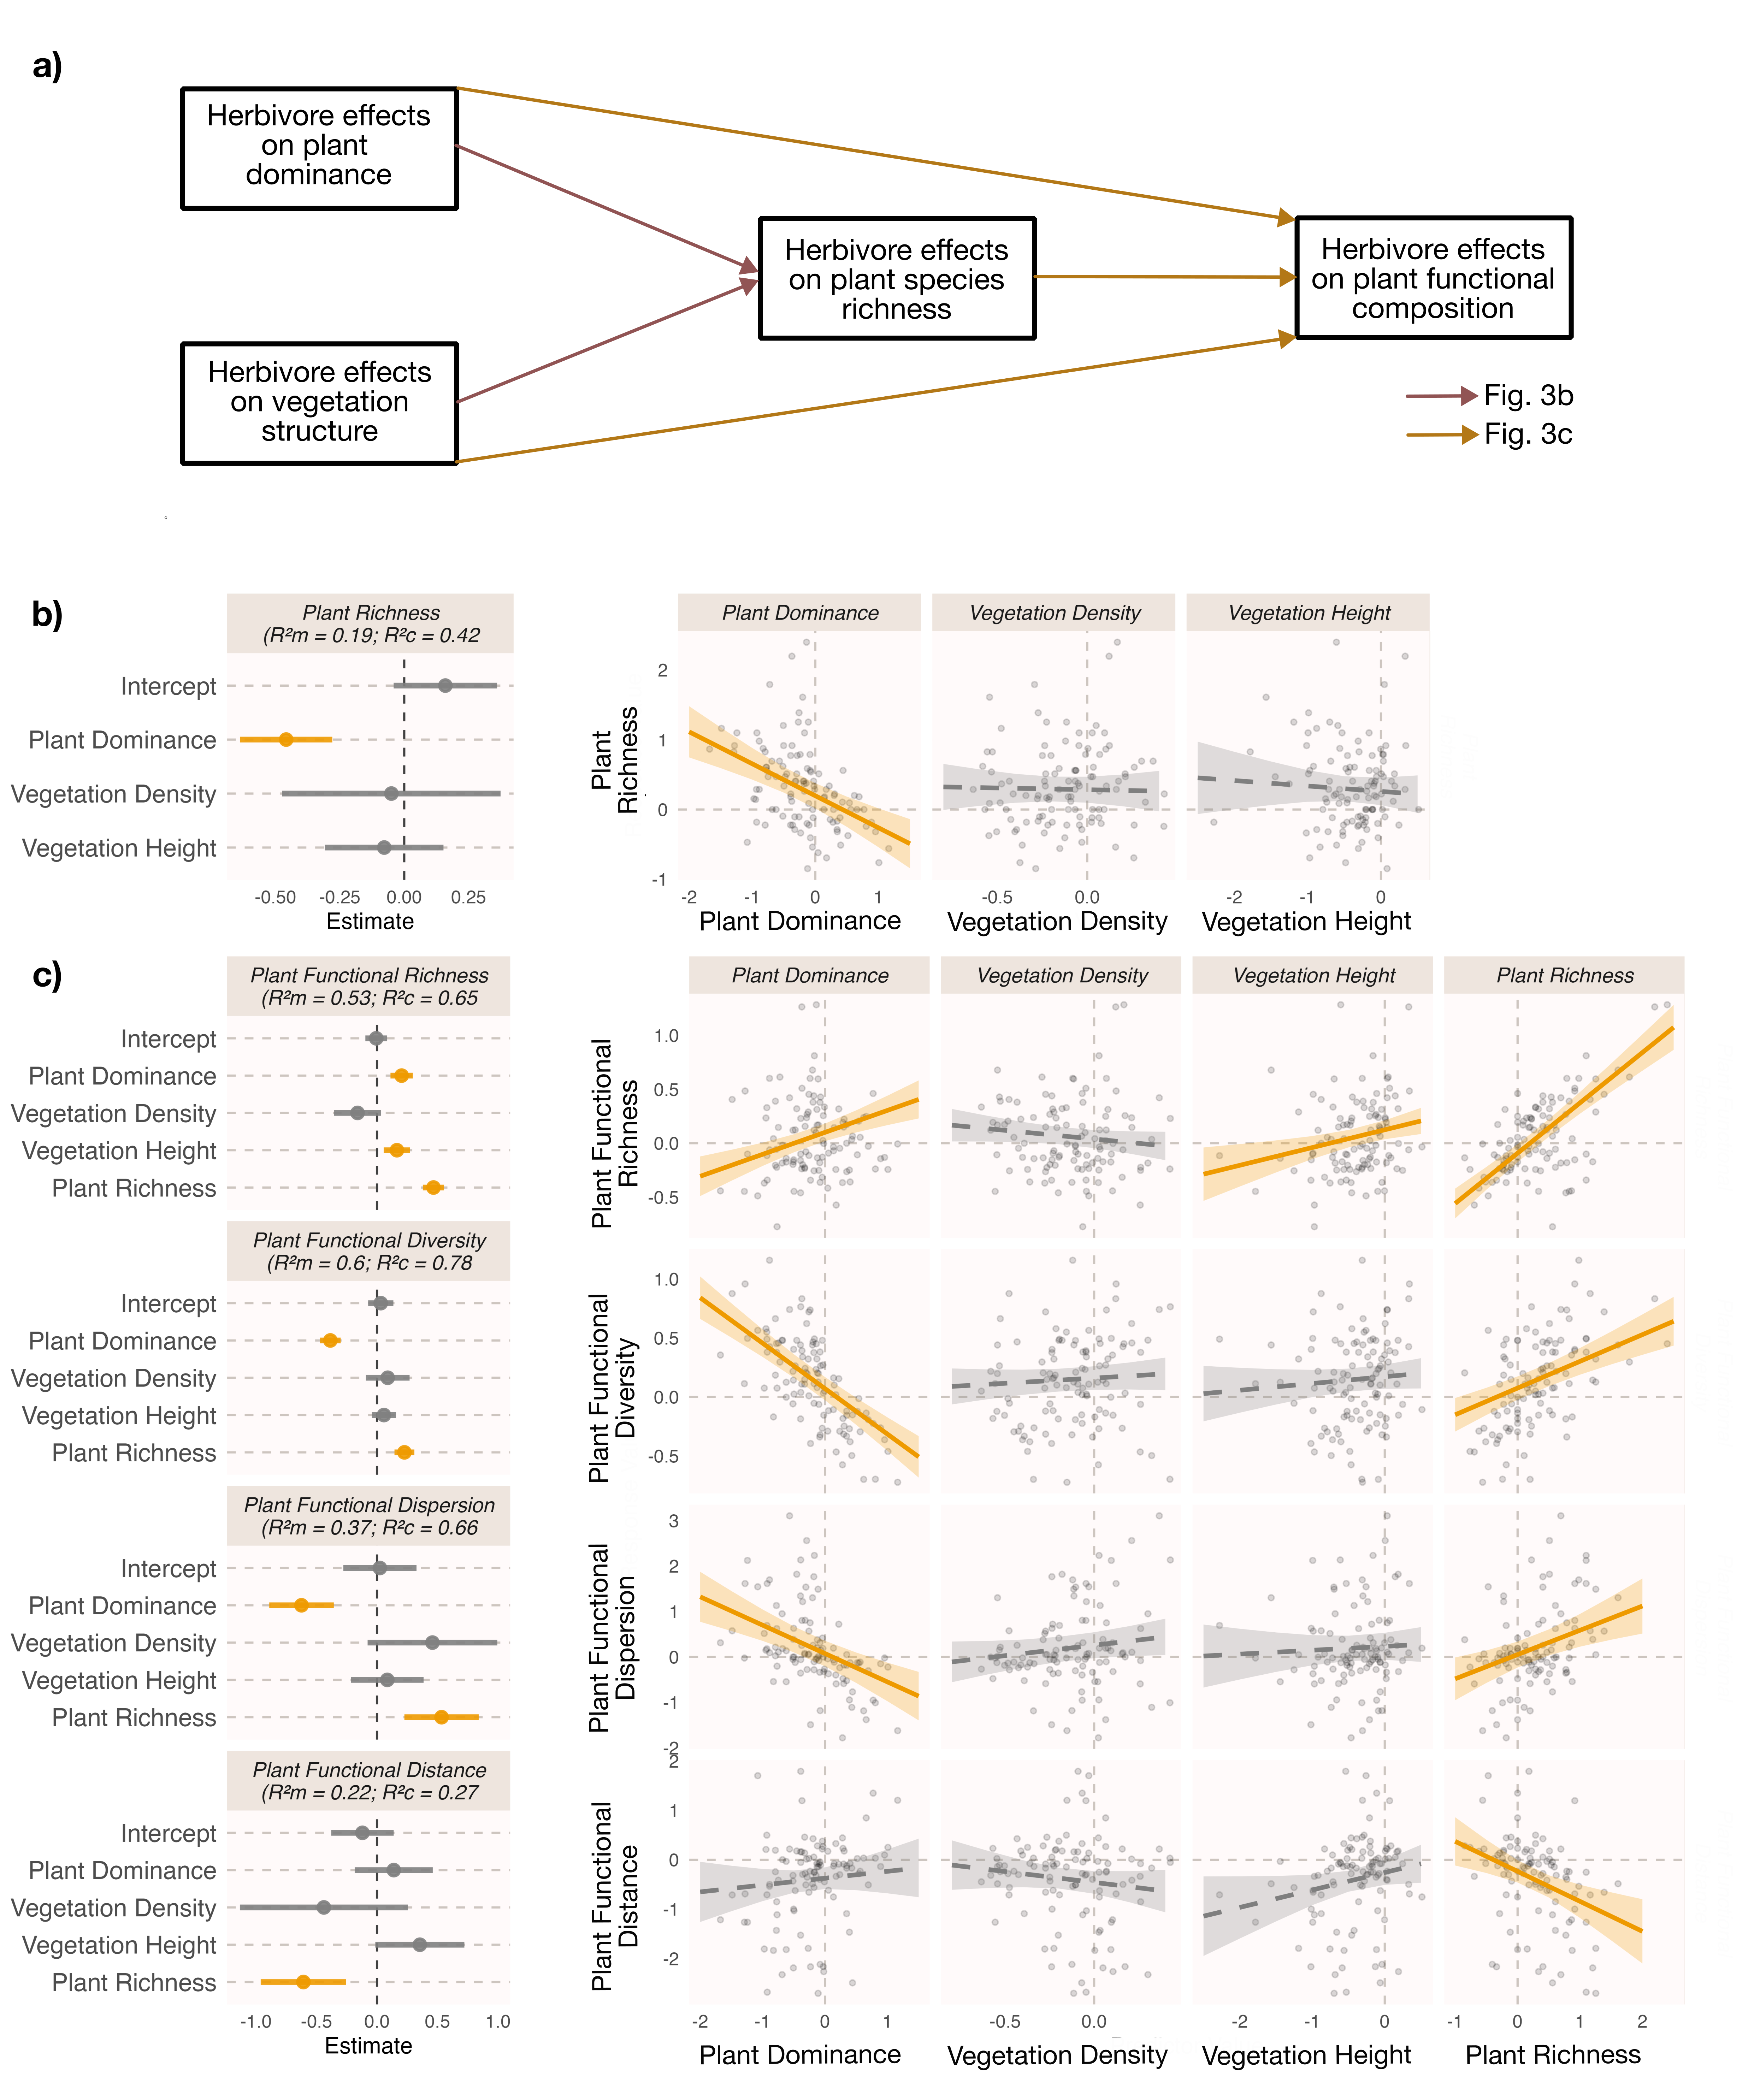 a)
Herbivore effects
on plant
dominance
Herbivore effects
on vegetation
structure
Herbivore effects
on plant species
richness
Herbivore effects
on plant functional
composition
Fig. 3b
Fig. 3c
b)
Plant Richness
(R²m = 0.19; R²c = 0.42
Intercept
Plant Dominance
Vegetation Density
Vegetation Height
-0.50 -0.25 0.00 0.25
Estimate
Plant Dominance Vegetation Density Vegetation Height
Plant
Richness
2
1
0
-1
-2 -1 0 1 -0.5 0.0 -2 -1 0
Plant Dominance Vegetation Density Vegetation Height
c)
Plant Functional Richness
(R²m = 0.53; R²c = 0.65
Intercept
Plant Dominance
Vegetation Density
Vegetation Height
Plant Richness
Plant Functional Diversity
(R²m = 0.6; R²c = 0.78
Intercept
Plant Dominance
Vegetation Density
Vegetation Height
Plant Richness
Plant Functional Dispersion
(R²m = 0.37; R²c = 0.66
Intercept
Plant Dominance
Vegetation Density
Vegetation Height
Plant Richness
Plant Functional Distance
(R²m = 0.22; R²c = 0.27
Intercept
Plant Dominance
Vegetation Density
Vegetation Height
Plant Richness
-1.0 -0.5 0.0 0.5 1.0
Estimate
Plant Dominance Vegetation Density Vegetation Height Plant Richness
Plant Functional
Richness
1.0
0.5
0.0
-0.5
Plant Functional
Diversity
1.0
0.5
0.0
-0.5
Plant Functional
Dispersion
3
2
1
0
-1
-2
Plant Functional
Distance
2
1
0
-1
-2
-2 -1 0 1 -0.5 0.0 -2 -1 0 -1 0 1 2
Plant Dominance Vegetation Density Vegetation Height Plant Richness